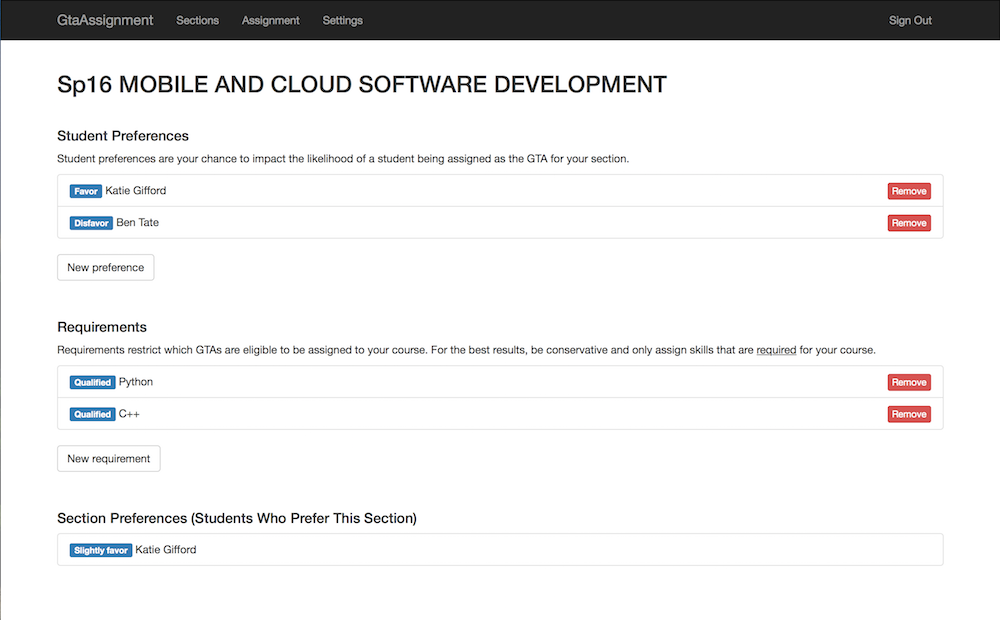 GtaAssignment Sections Assignment Settings Sign Out
Sp16 MOBILE AND CLOUD SOFTWARE DEVELOPMENT
Student Preferences
Student preferences are your chance to impact the likelihood of a student being assigned as the GTA for your section.
Favor Katie Gifford Remove
Disfavor Ben Tate Remove
New preference
Requirements
Requirements restrict which GTAs are eligible to be assigned to your course. For the best results, be conservative and only assign skills that are required for your course.
Qualified Python Remove
Qualified C++ Remove
New requirement
Section Preferences (Students Who Prefer This Section)
Slightly favor Katie Gifford